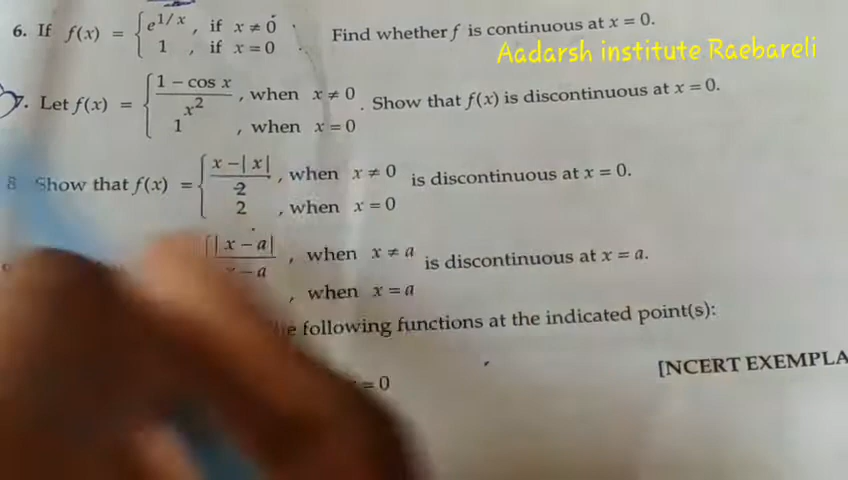 6. If f(x) = { e^{1/x}, if x ≠ 0
1, if x = 0 Find whether f is continuous at x = 0.
Aadarsh institute Raebareli
7. Let f(x) = { (1 − cos x)/x², when x ≠ 0
1, when x = 0. Show that f(x) is discontinuous at x = 0.
8 Show that f(x) = { (x − |x|)/2, when x ≠ 0
2, when x = 0 is discontinuous at x = 0.
|x − a| / − a, when x ≠ a
, when x = a is discontinuous at x = a.
following functions at the indicated point(s):
[NCERT EXEMPLA
= 0